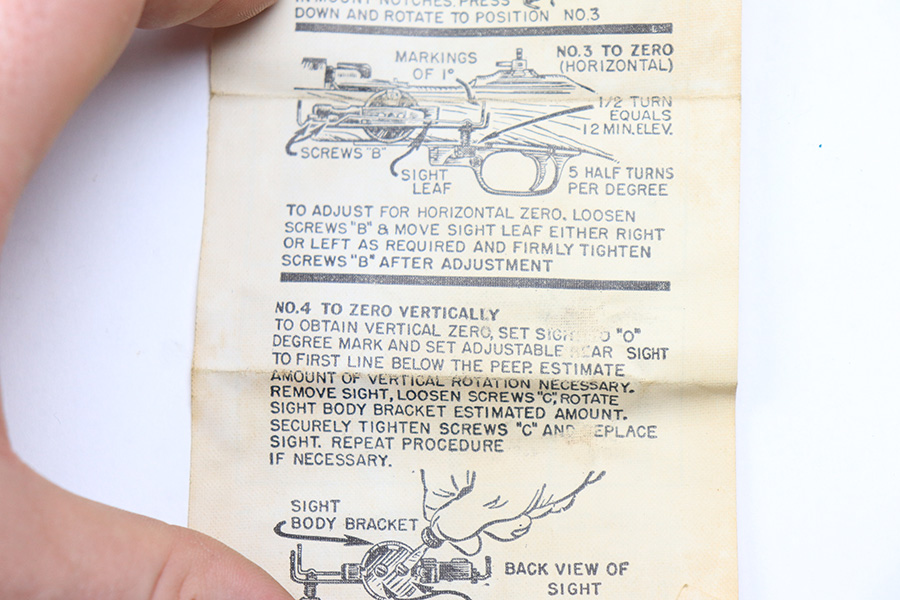 IN MOUNT NOTCHES. PRESS
DOWN AND ROTATE TO POSITION NO.3
MARKINGS
OF 1°
NO.3 TO ZERO
(HORIZONTAL)
1/2 TURN
EQUALS
12 MIN. ELEV.
SCREWS "B"
SIGHT
LEAF
5 HALF TURNS
PER DEGREE
TO ADJUST FOR HORIZONTAL ZERO. LOOSEN
SCREWS "B" & MOVE SIGHT LEAF EITHER RIGHT
OR LEFT AS REQUIRED AND FIRMLY TIGHTEN
SCREWS "B" AFTER ADJUSTMENT
NO.4 TO ZERO VERTICALLY
TO OBTAIN VERTICAL ZERO, SET "O"
DEGREE MARK AND SET ADJUSTABLE SIGHT
TO FIRST LINE BELOW THE PEEP. ESTIMATE
AMOUNT OF VERTICAL ROTATION NECESSARY.
REMOVE SIGHT, LOOSEN SCREWS "C", ROTATE
SIGHT BODY BRACKET ESTIMATED AMOUNT.
SECURELY TIGHTEN SCREWS "C" AND
SIGHT. REPEAT PROCEDURE
IF NECESSARY.
SIGHT
BODY BRACKET
BACK VIEW OF
SIGHT